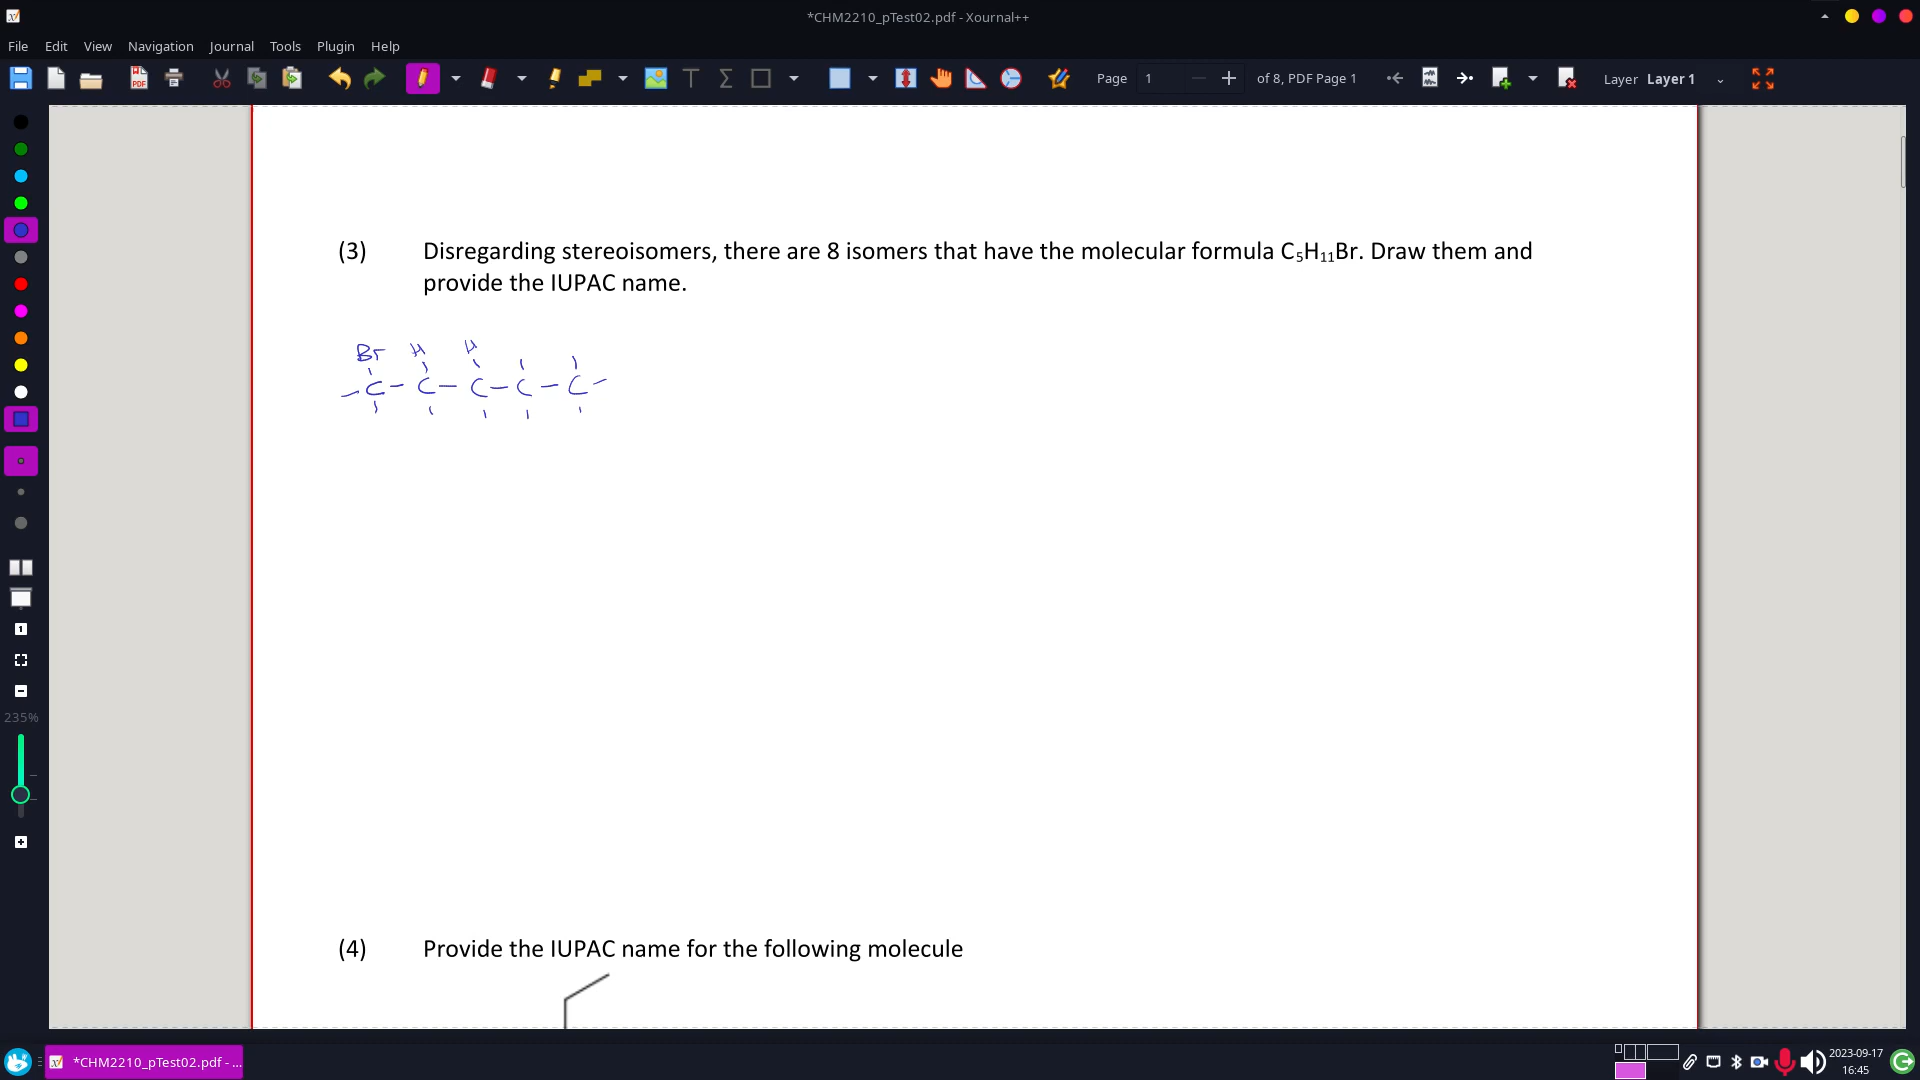 *CHM2210_pTest02.pdf - Xournal++
File Edit View Navigation Journal Tools Plugin Help
Page 1 of 8, PDF Page 1 Layer Layer 1
(3) Disregarding stereoisomers, there are 8 isomers that have the molecular formula C₅H₁₁Br. Draw them and
provide the IUPAC name.
Br H H
- C - C - C - C - C -
235%
(4) Provide the IUPAC name for the following molecule
*CHM2210_pTest02.pdf - ...
2023-09-17
16:45